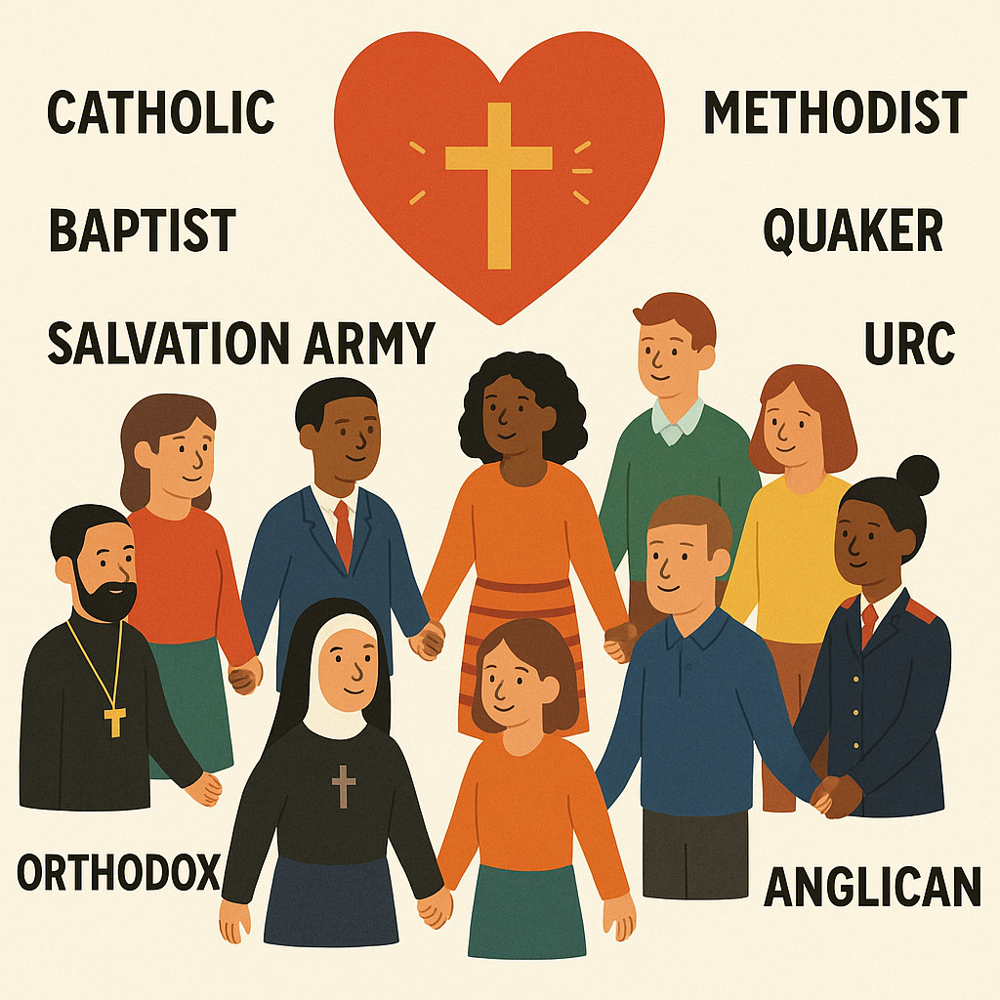 CATHOLIC
METHODIST
BAPTIST
QUAKER
SALVATION ARMY
URC
ORTHODOX
ANGLICAN